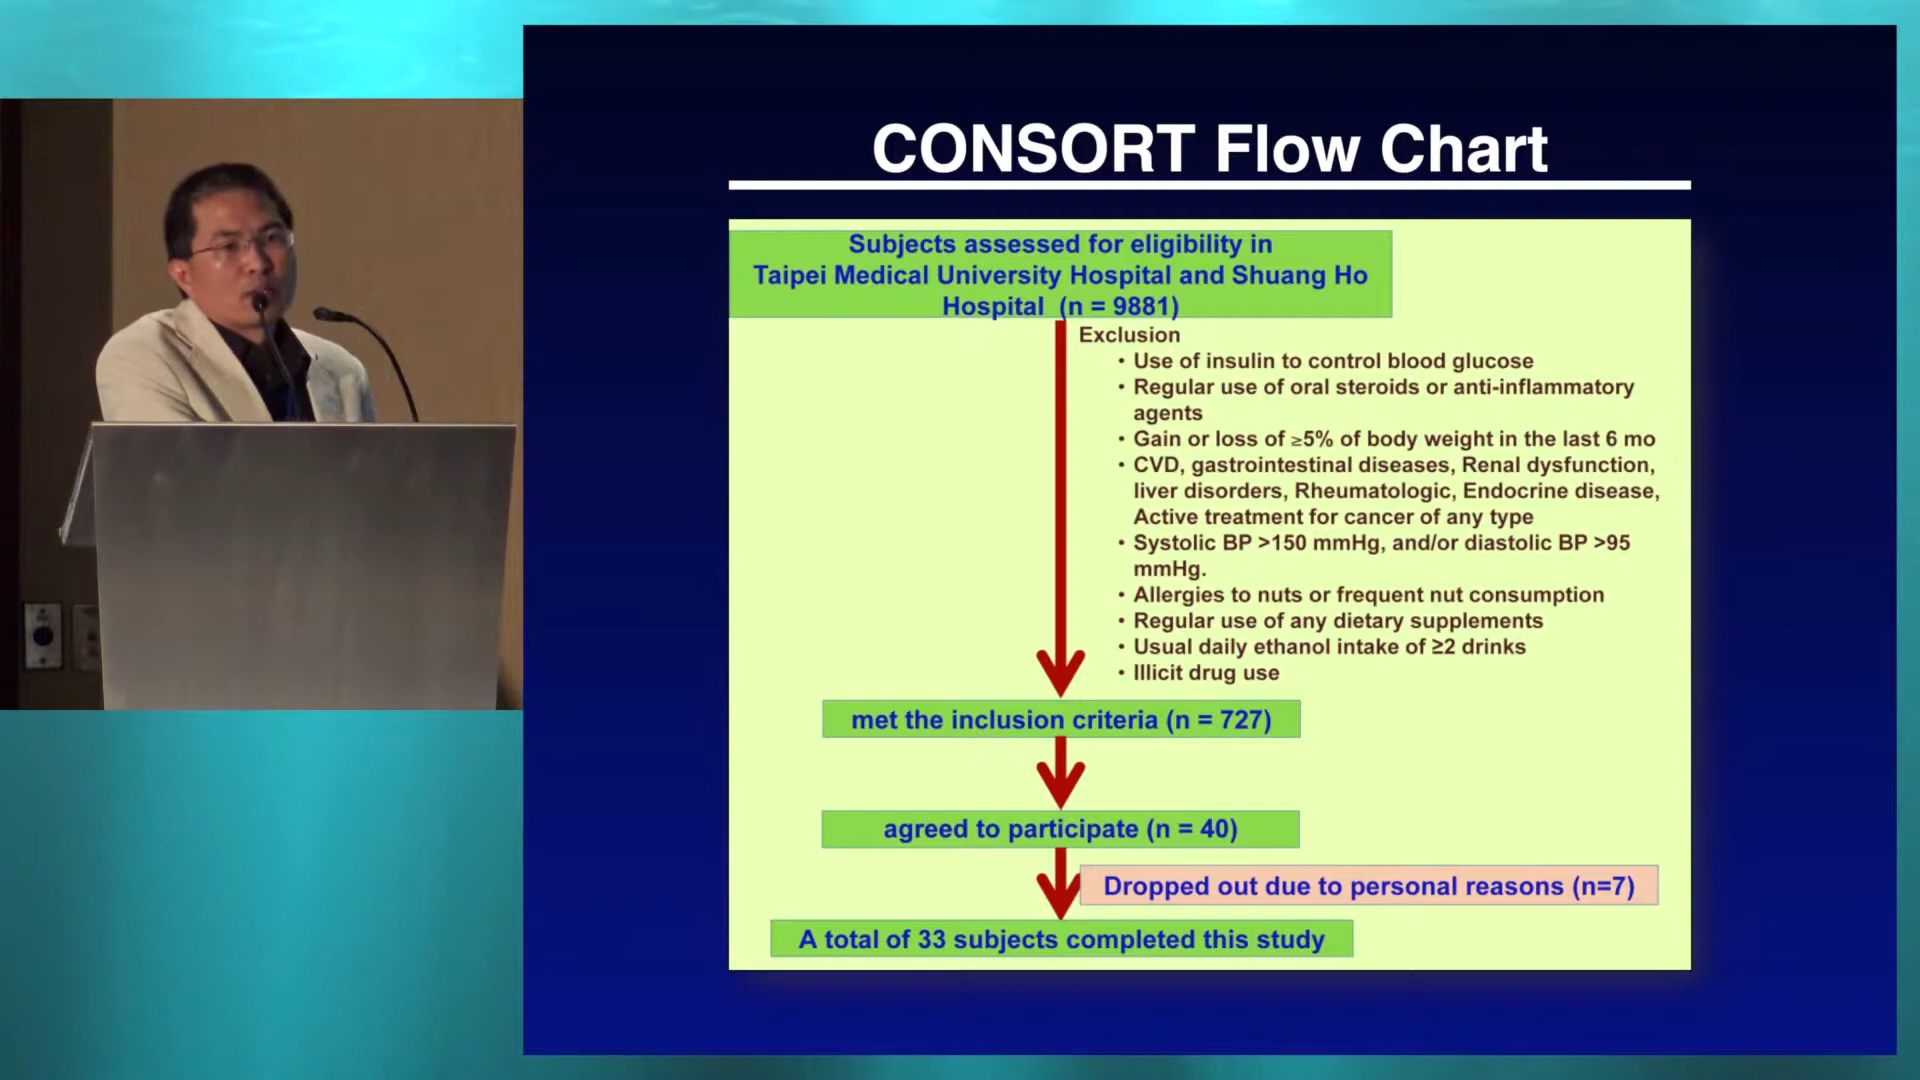 CONSORT Flow Chart
Subjects assessed for eligibility in
Taipei Medical University Hospital and Shuang Ho
Hospital (n = 9881)
Exclusion
• Use of insulin to control blood glucose
• Regular use of oral steroids or anti-inflammatory
agents
• Gain or loss of ≥5% of body weight in the last 6 mo
• CVD, gastrointestinal diseases, Renal dysfunction,
liver disorders, Rheumatologic, Endocrine disease,
Active treatment for cancer of any type
• Systolic BP >150 mmHg, and/or diastolic BP >95
mmHg.
• Allergies to nuts or frequent nut consumption
• Regular use of any dietary supplements
• Usual daily ethanol intake of ≥2 drinks
• Illicit drug use
met the inclusion criteria (n = 727)
agreed to participate (n = 40)
Dropped out due to personal reasons (n=7)
A total of 33 subjects completed this study